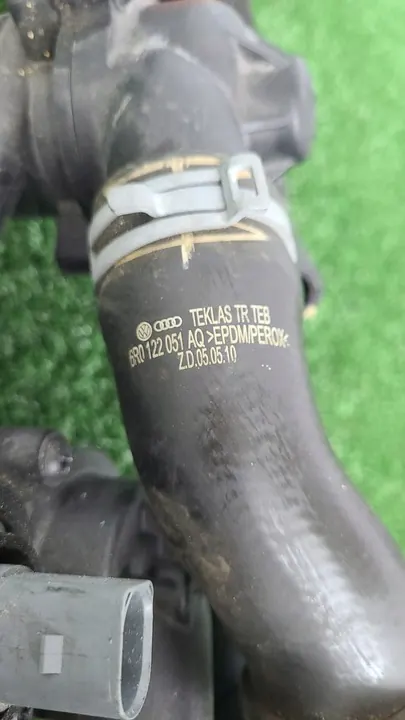 TEKLAS TR TEB
6R0 122 051 AQ >EPDM/PEROX<
Z.D.05.05.10